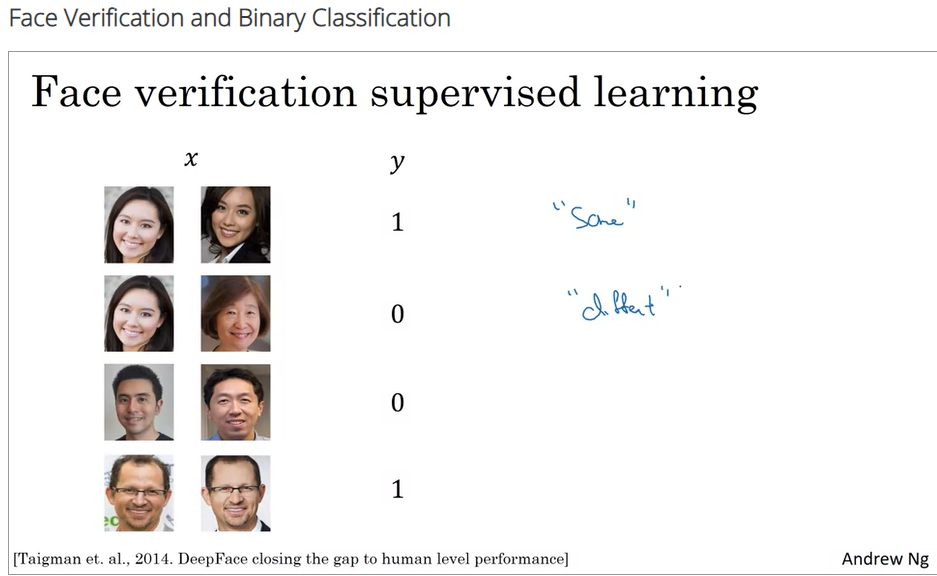 Face Verification and Binary Classification
Face verification supervised learning
x y
1 "Same"
0 "different"
0
1
[Taigman et. al., 2014. DeepFace closing the gap to human level performance] Andrew Ng